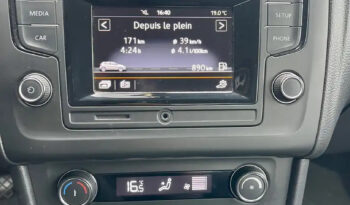 16:40 19.0°C
MEDIA
SETUP
Depuis le plein
CAR
PHONE
171 km ø 39 km/h
4:24 h ø 4.1 l/100km
890 km
16.5